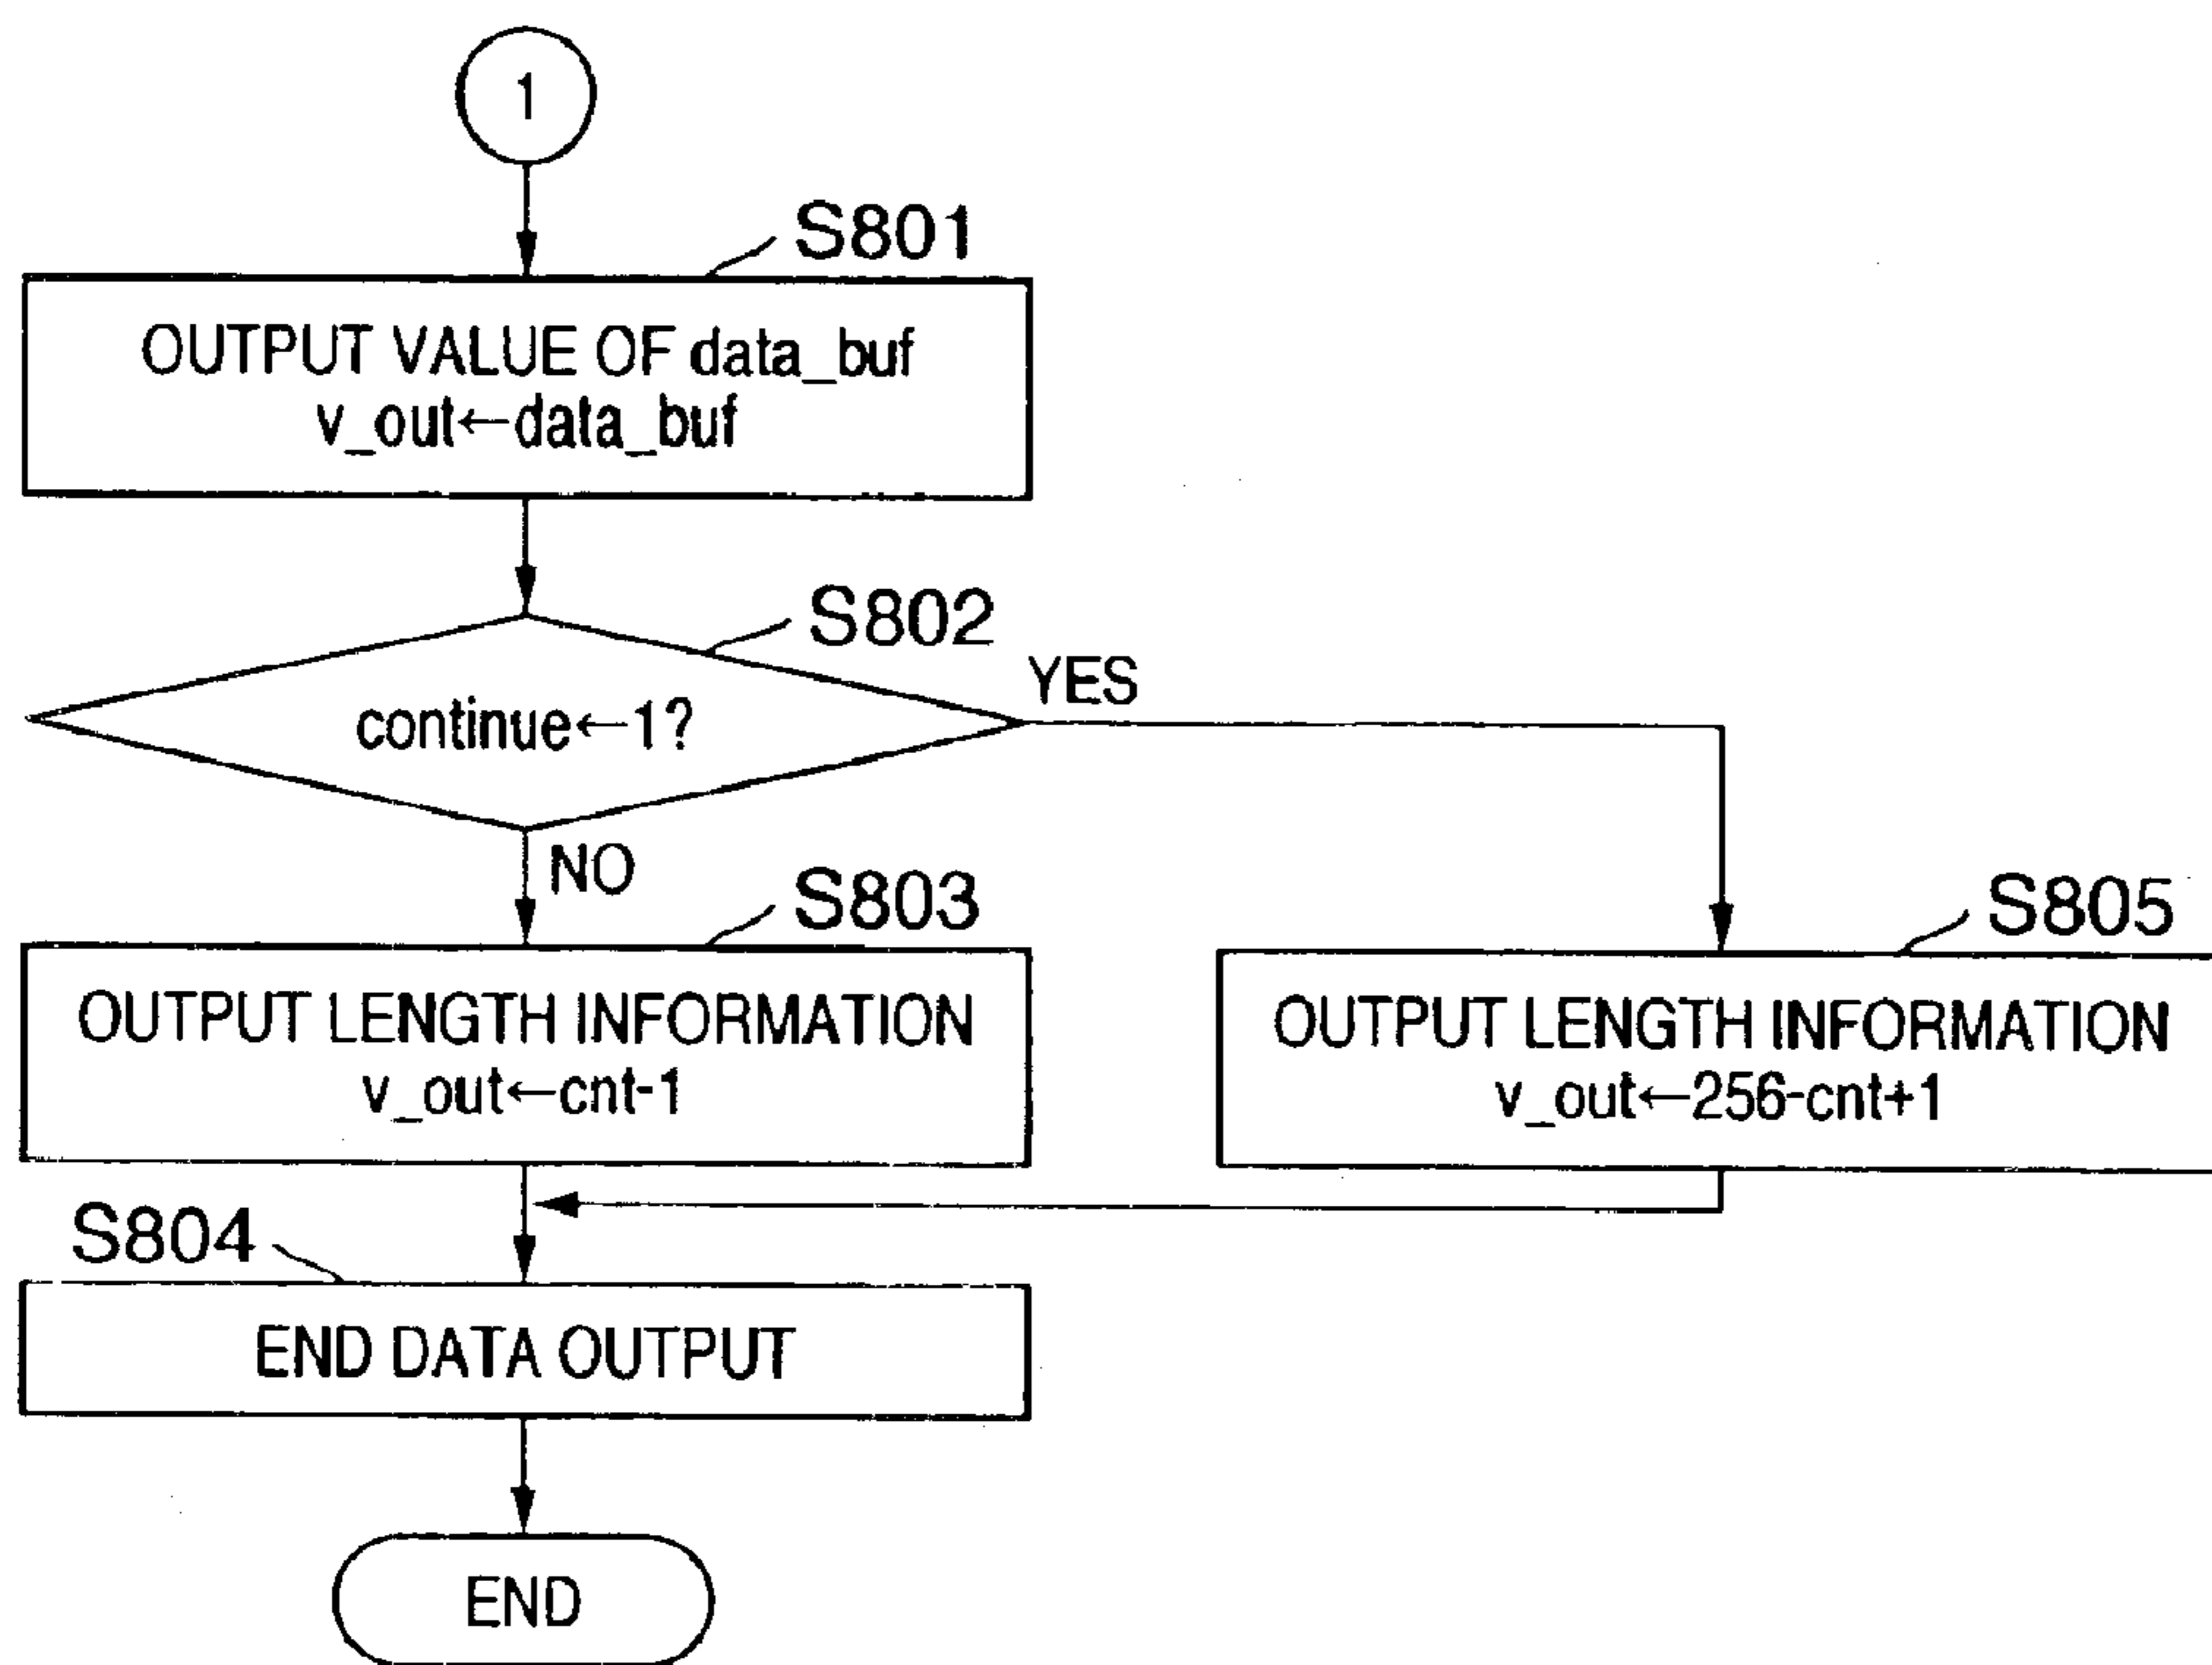 1
S801
OUTPUT VALUE OF data_buf
v_out←data_buf
S802
continue←1?
YES
NO
S803
OUTPUT LENGTH INFORMATION
v_out←cnt-1
S805
OUTPUT LENGTH INFORMATION
v_out←256-cnt+1
S804
END DATA OUTPUT
END